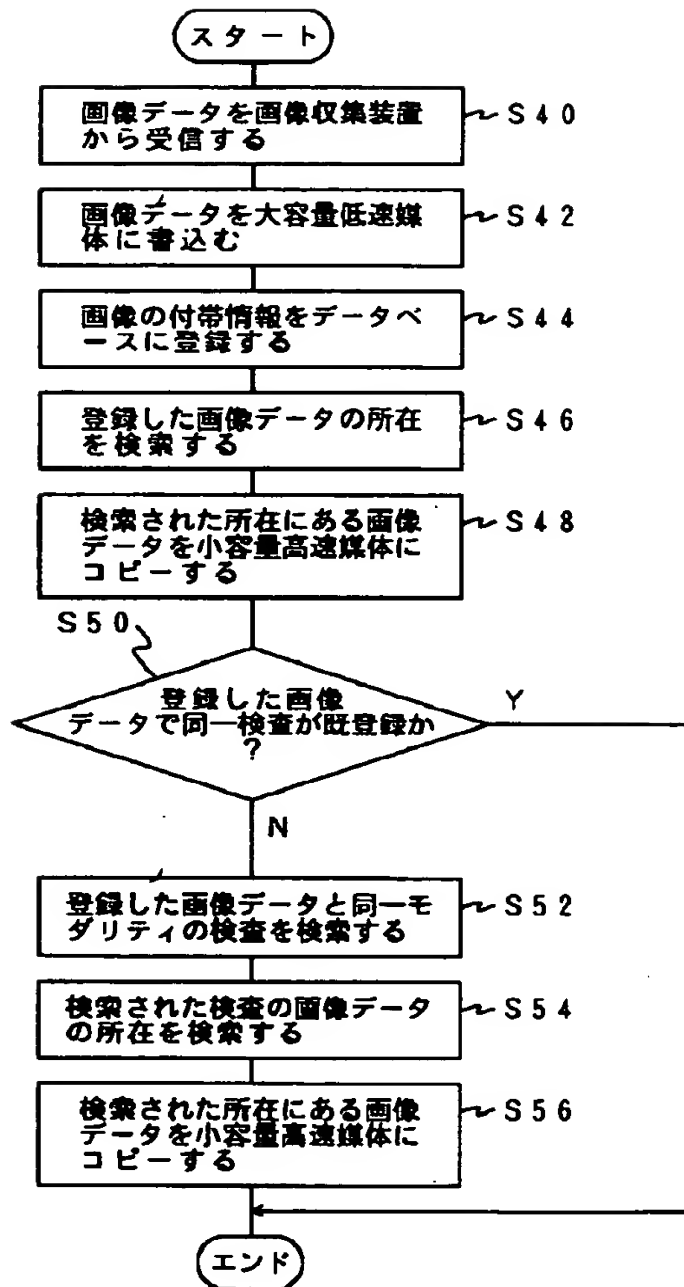 スタート
画像データを画像収集装置
から受信する
S40
画像データを大容量低速媒
体に書込む
S42
画像の付帯情報をデータベ
ースに登録する
S44
登録した画像データの所在
を検索する
S46
検索された所在にある画像
データを小容量高速媒体に
コピーする
S48
S50
登録した画像
データで同一検査が既登録か
?
Y
N
登録した画像データと同一モ
ダリティの検査を検索する
S52
検索された検査の画像データ
の所在を検索する
S54
検索された所在にある画像
データを小容量高速媒体に
コピーする
S56
エンド